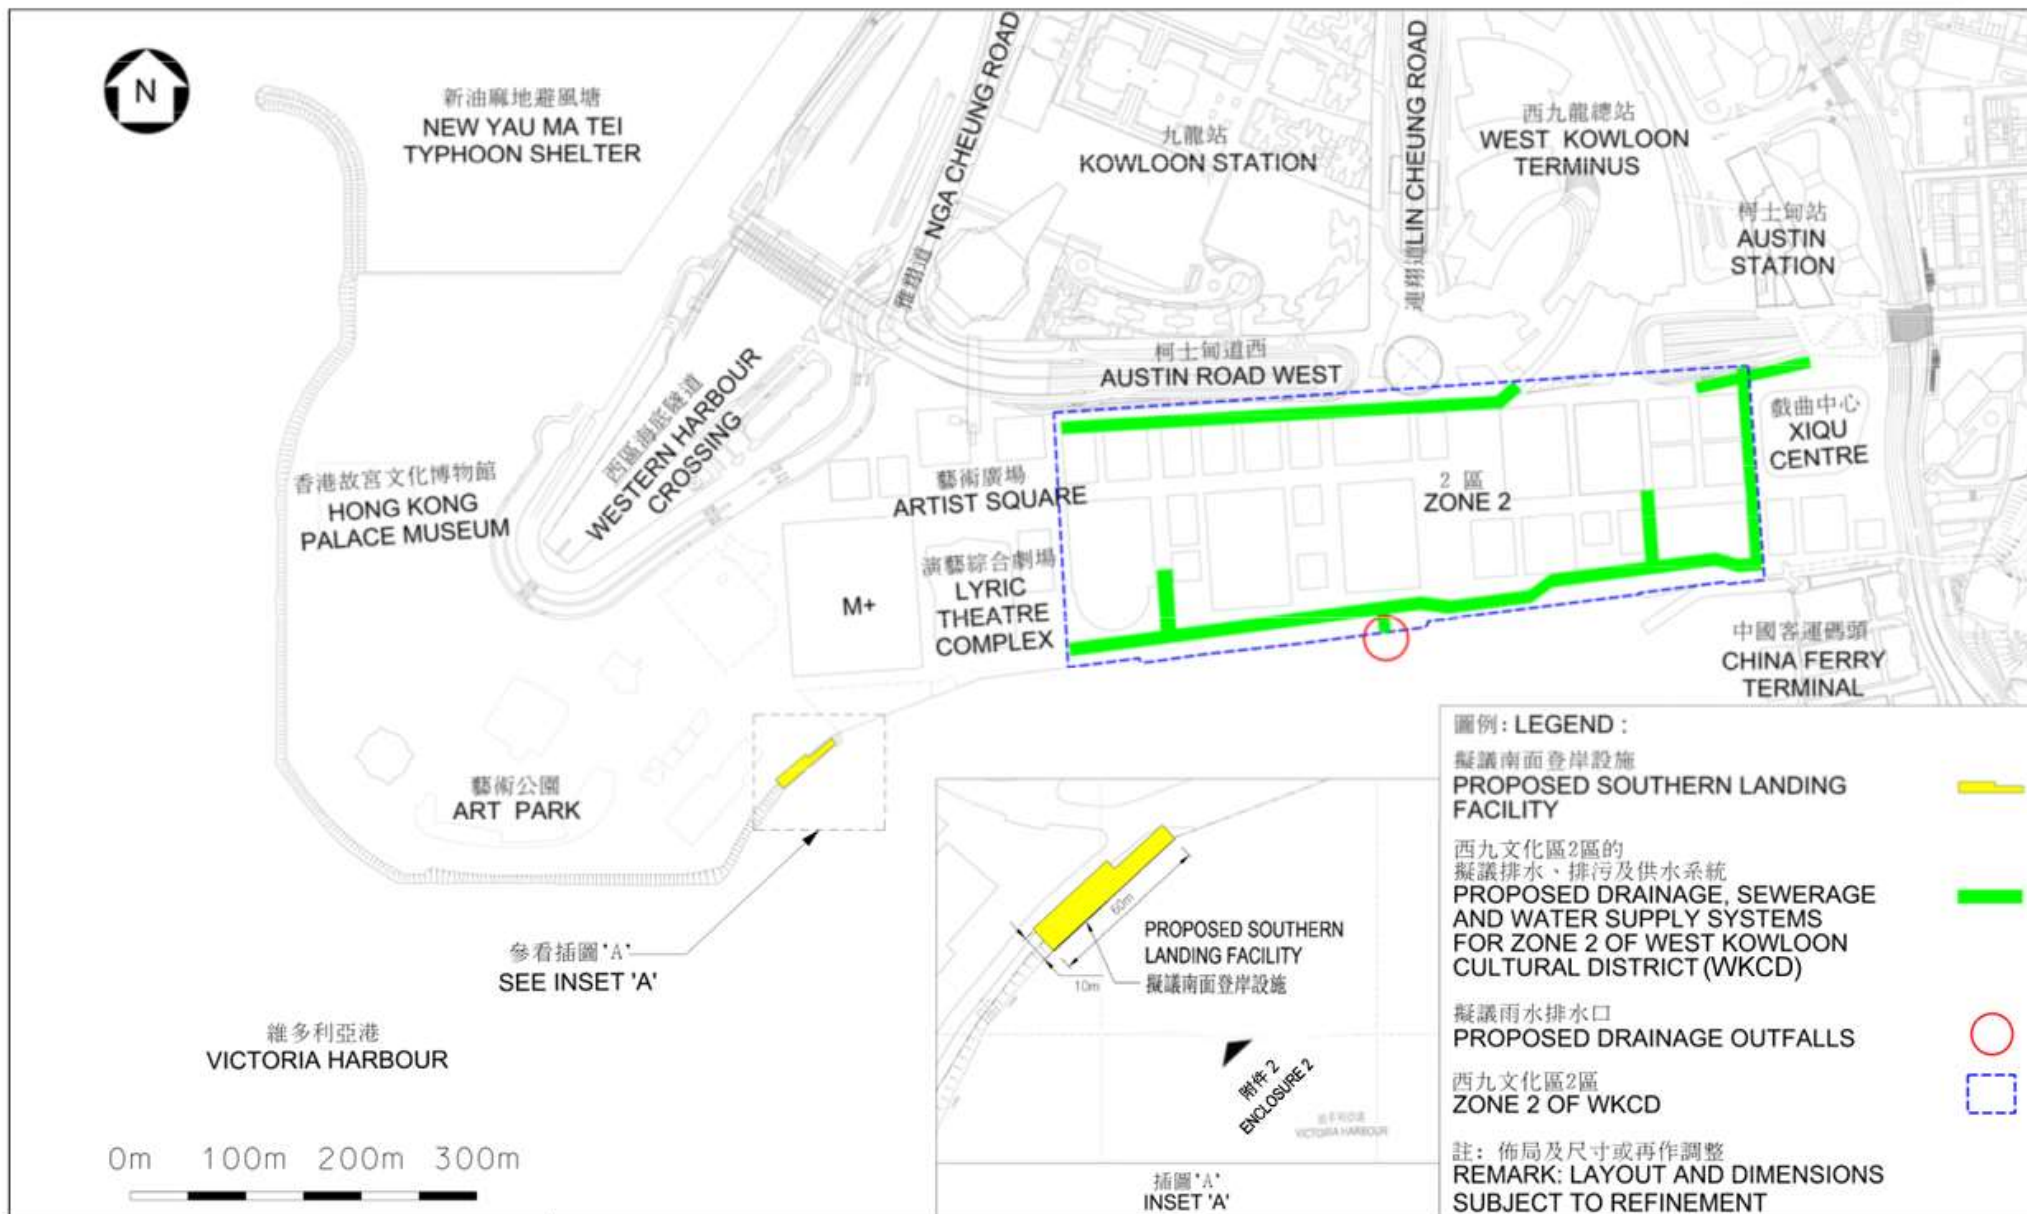 N
新油麻地避風塘
NEW YAU MA TEI
TYPHOON SHELTER
雅翔道 NGA CHEUNG ROAD
九龍站
KOWLOON STATION
連翔道LIN CHEUNG ROAD
西九龍總站
WEST KOWLOON
TERMINUS
柯士甸站
AUSTIN
STATION
柯士甸道西
AUSTIN ROAD WEST
西區海底隧道
WESTERN HARBOUR
CROSSING
香港故宮文化博物館
HONG KONG
PALACE MUSEUM
藝術廣場
ARTIST SQUARE
2 區
ZONE 2
戲曲中心
XIQU
CENTRE
M+
演藝綜合劇場
LYRIC
THEATRE
COMPLEX
中國客運碼頭
CHINA FERRY
TERMINAL
藝術公園
ART PARK
參看插圖'A'
SEE INSET 'A'
維多利亞港
VICTORIA HARBOUR
0m 100m 200m 300m
60m
10m
PROPOSED SOUTHERN
LANDING FACILITY
擬議南面登岸設施
附件 2
ENCLOSURE 2
維多利亞港
VICTORIA HARBOUR
插圖'A'
INSET 'A'
圖例: LEGEND :
擬議南面登岸設施
PROPOSED SOUTHERN LANDING
FACILITY
西九文化區2區的
擬議排水、排污及供水系統
PROPOSED DRAINAGE, SEWERAGE
AND WATER SUPPLY SYSTEMS
FOR ZONE 2 OF WEST KOWLOON
CULTURAL DISTRICT (WKCD)
擬議雨水排水口
PROPOSED DRAINAGE OUTFALLS
西九文化區2區
ZONE 2 OF WKCD
註: 佈局及尺寸或再作調整
REMARK: LAYOUT AND DIMENSIONS
SUBJECT TO REFINEMENT